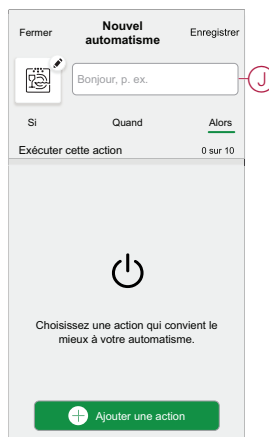 Fermer
Nouvel
automatisme
Enregistrer
Bonjour, p. ex.
J
Si
Quand
Alors
Exécuter cette action
0 sur 10
Choisissez une action qui convient le
mieux à votre automatisme.
Ajouter une action